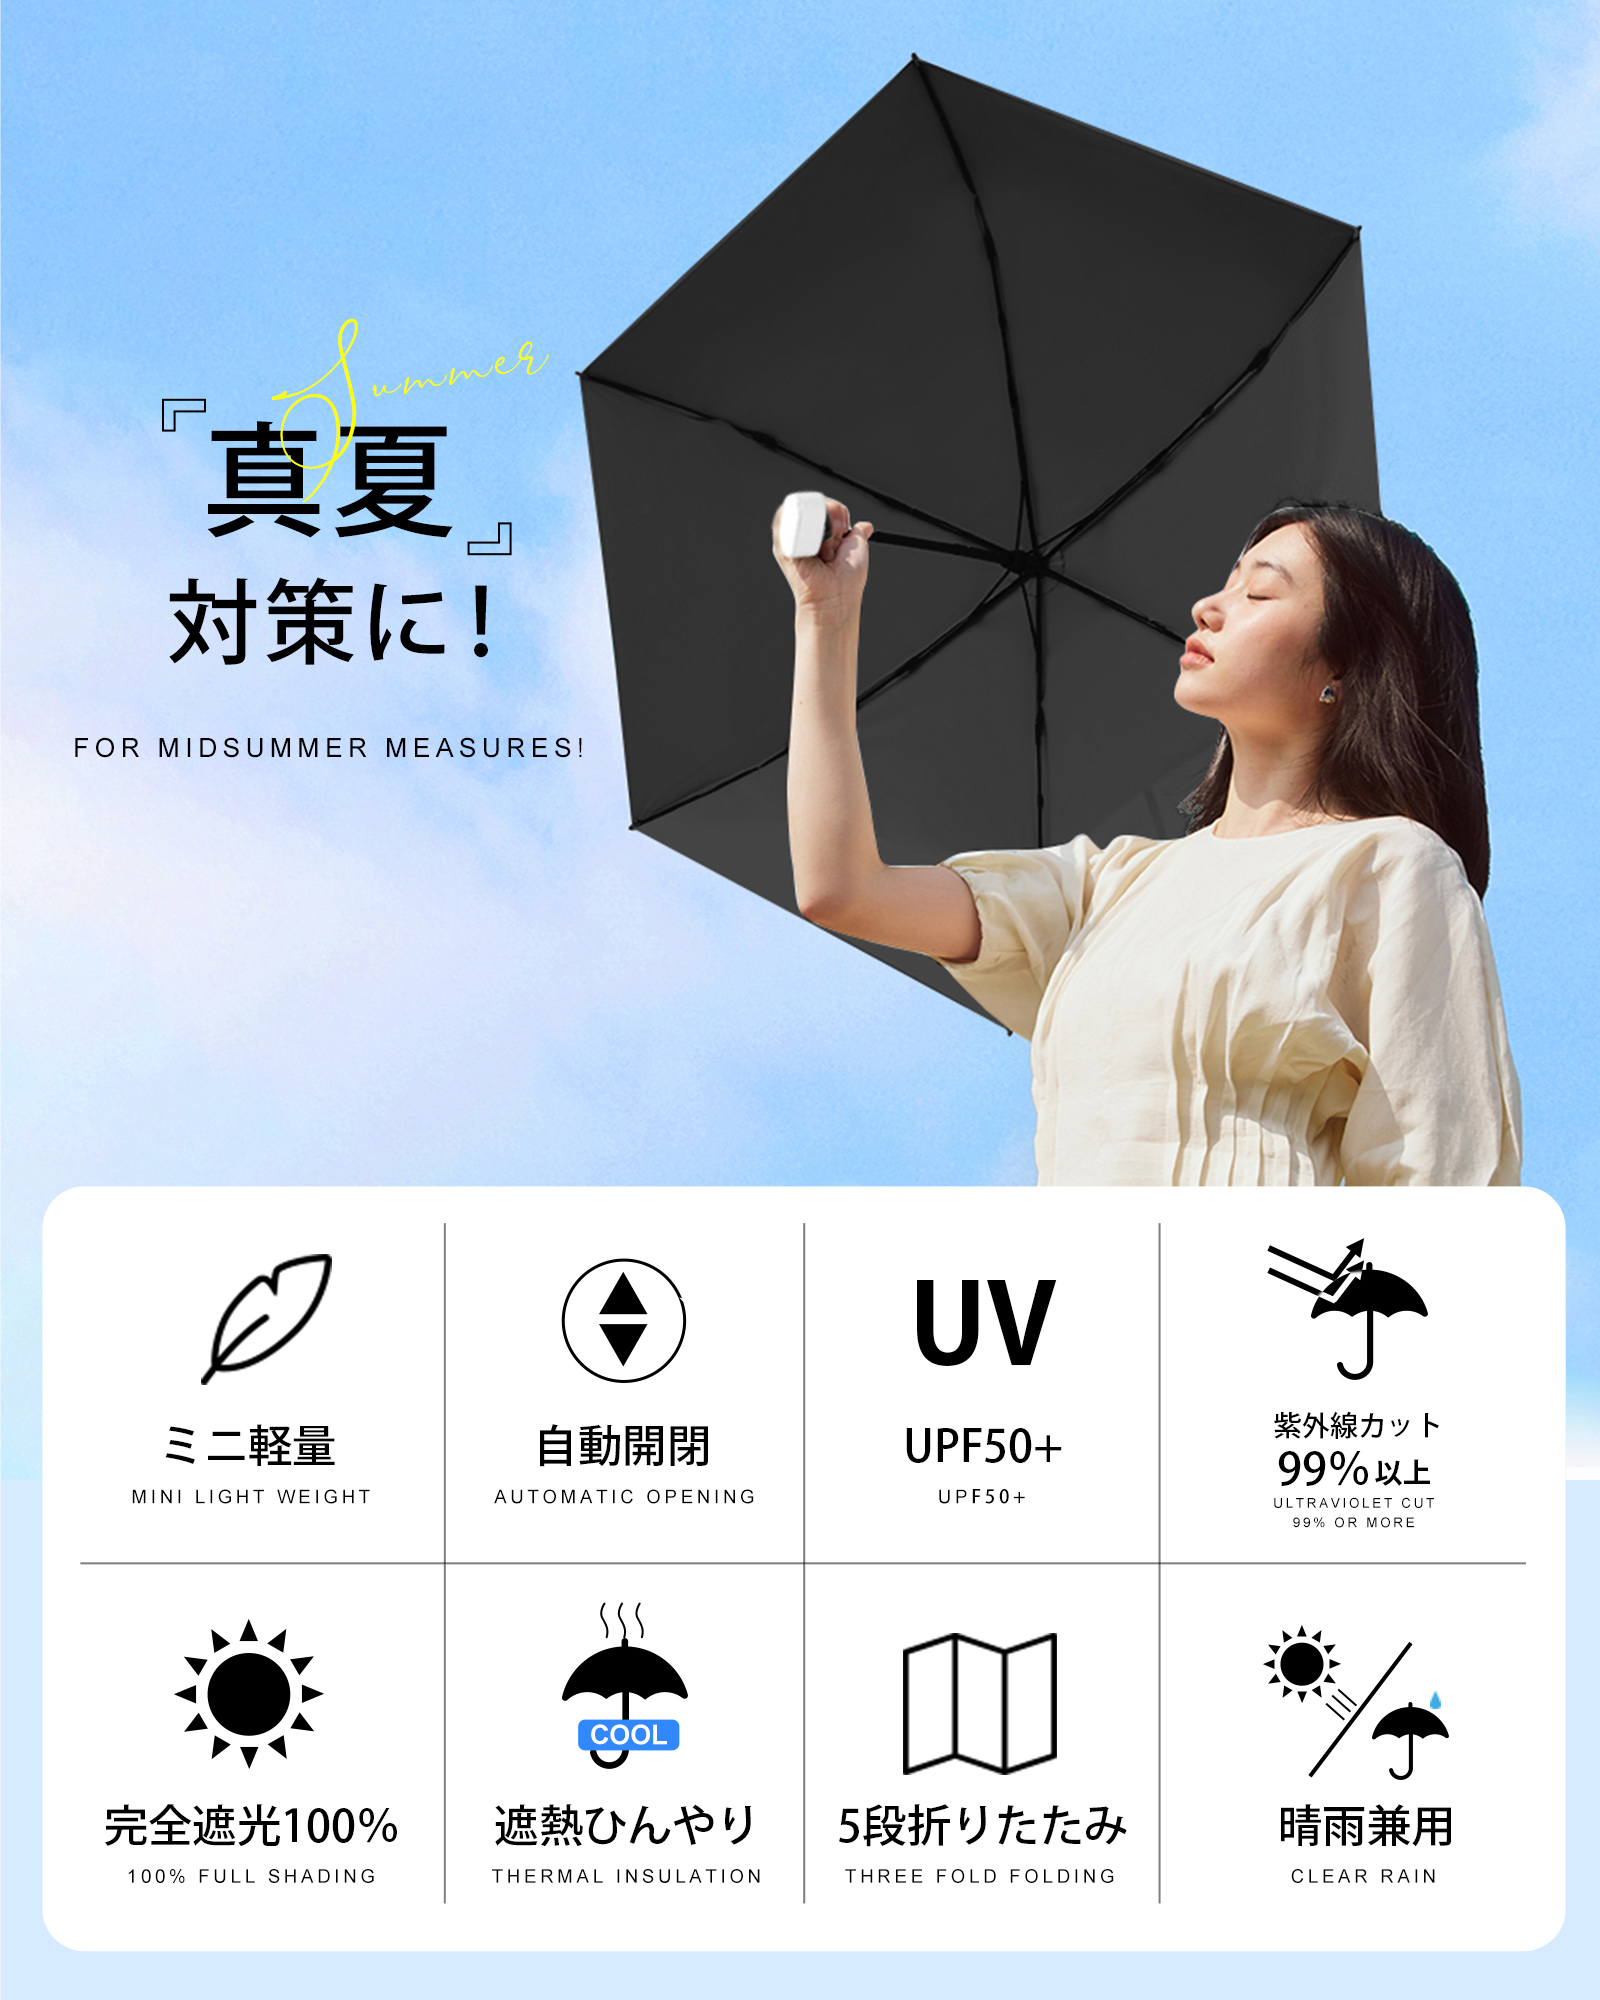 Summer
『真夏』
対策に!
FOR MIDSUMMER MEASURES!
ミニ軽量
MINI LIGHT WEIGHT
自動開閉
AUTOMATIC OPENING
UV
UPF50+
UPF50+
紫外線カット
99%以上
ULTRAVIOLET CUT
99% OR MORE
完全遮光100%
100% FULL SHADING
COOL
遮熱ひんやり
THERMAL INSULATION
5段折りたたみ
THREE FOLD FOLDING
晴雨兼用
CLEAR RAIN